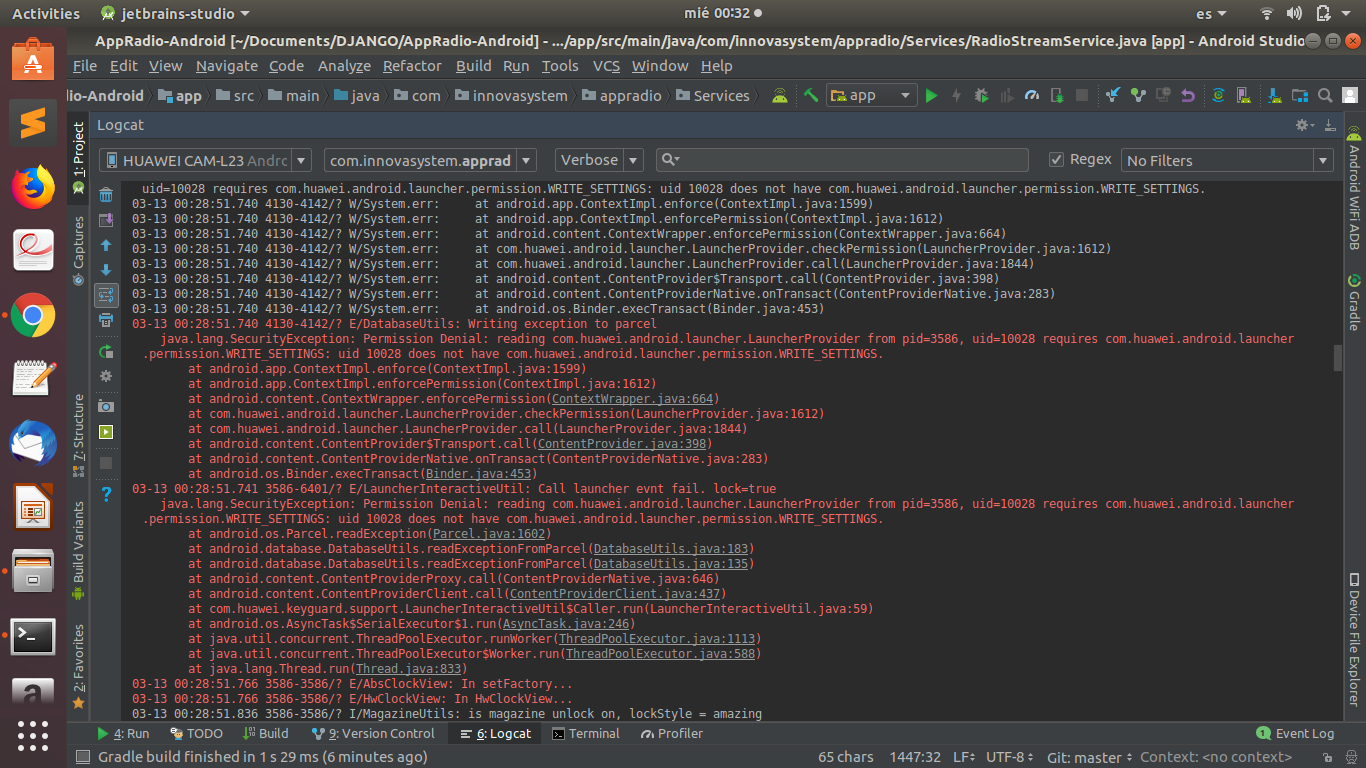 Activities
jetbrains-studio
mié 00:32
es
AppRadio-Android [~/Documents/DJANGO/AppRadio-Android] - .../app/src/main/java/com/innovasystem/appradio/Services/RadioStreamService.java [app] - Android Studio
File Edit View Navigate Code Analyze Refactor Build Run Tools VCS Window Help
lio-Android app src main java com innovasystem appradio Services
app
Logcat
HUAWEI CAM-L23 Andrc
com.innovasystem.apprad
Verbose
Regex
No Filters
uid=10028 requires com.huawei.android.launcher.permission.WRITE_SETTINGS: uid 10028 does not have com.huawei.android.launcher.permission.WRITE_SETTINGS.
03-13 00:28:51.740 4130-4142/? W/System.err:     at android.app.ContextImpl.enforce(ContextImpl.java:1599)
03-13 00:28:51.740 4130-4142/? W/System.err:     at android.app.ContextImpl.enforcePermission(ContextImpl.java:1612)
03-13 00:28:51.740 4130-4142/? W/System.err:     at android.content.ContextWrapper.enforcePermission(ContextWrapper.java:664)
03-13 00:28:51.740 4130-4142/? W/System.err:     at com.huawei.android.launcher.LauncherProvider.checkPermission(LauncherProvider.java:1612)
03-13 00:28:51.740 4130-4142/? W/System.err:     at com.huawei.android.launcher.LauncherProvider.call(LauncherProvider.java:1844)
03-13 00:28:51.740 4130-4142/? W/System.err:     at android.content.ContentProvider$Transport.call(ContentProvider.java:398)
03-13 00:28:51.740 4130-4142/? W/System.err:     at android.content.ContentProviderNative.onTransact(ContentProviderNative.java:283)
03-13 00:28:51.740 4130-4142/? W/System.err:     at android.os.Binder.execTransact(Binder.java:453)
03-13 00:28:51.740 4130-4142/? E/DatabaseUtils: Writing exception to parcel
java.lang.SecurityException: Permission Denial: reading com.huawei.android.launcher.LauncherProvider from pid=3586, uid=10028 requires com.huawei.android.launcher
.permission.WRITE_SETTINGS: uid 10028 does not have com.huawei.android.launcher.permission.WRITE_SETTINGS.
at android.app.ContextImpl.enforce(ContextImpl.java:1599)
at android.app.ContextImpl.enforcePermission(ContextImpl.java:1612)
at android.content.ContextWrapper.enforcePermission(ContextWrapper.java:664)
at com.huawei.android.launcher.LauncherProvider.checkPermission(LauncherProvider.java:1612)
at com.huawei.android.launcher.LauncherProvider.call(LauncherProvider.java:1844)
at android.content.ContentProvider$Transport.call(ContentProvider.java:398)
at android.content.ContentProviderNative.onTransact(ContentProviderNative.java:283)
at android.os.Binder.execTransact(Binder.java:453)
03-13 00:28:51.741 3586-6401/? E/LauncherInteractiveUtil: Call launcher evnt fail. lock=true
java.lang.SecurityException: Permission Denial: reading com.huawei.android.launcher.LauncherProvider from pid=3586, uid=10028 requires com.huawei.android.launcher
.permission.WRITE_SETTINGS: uid 10028 does not have com.huawei.android.launcher.permission.WRITE_SETTINGS.
at android.os.Parcel.readException(Parcel.java:1602)
at android.database.DatabaseUtils.readExceptionFromParcel(DatabaseUtils.java:183)
at android.database.DatabaseUtils.readExceptionFromParcel(DatabaseUtils.java:135)
at android.content.ContentProviderProxy.call(ContentProviderNative.java:646)
at android.content.ContentProviderClient.call(ContentProviderClient.java:437)
at com.huawei.keyguard.support.LauncherInteractiveUtil$Caller.run(LauncherInteractiveUtil.java:59)
at android.os.AsyncTask$SerialExecutor$1.run(AsyncTask.java:246)
at java.util.concurrent.ThreadPoolExecutor.runWorker(ThreadPoolExecutor.java:1113)
at java.util.concurrent.ThreadPoolExecutor$Worker.run(ThreadPoolExecutor.java:588)
at java.lang.Thread.run(Thread.java:833)
03-13 00:28:51.766 3586-3586/? E/AbsClockView: In setFactory...
03-13 00:28:51.766 3586-3586/? E/HwClockView: In HwClockView...
03-13 00:28:51.836 3586-3586/? I/MagazineUtils: is magazine unlock on, lockStyle = amazing
1: Project
Captures
7: Structure
Build Variants
2: Favorites
Android WiFi ADB
Gradle
Device File Explorer
4: Run
TODO
Build
9: Version Control
6: Logcat
Terminal
Profiler
1 Event Log
Gradle build finished in 1 s 29 ms (6 minutes ago)
65 chars
1447:32
LF
UTF-8
Git: master
Context: <no context>